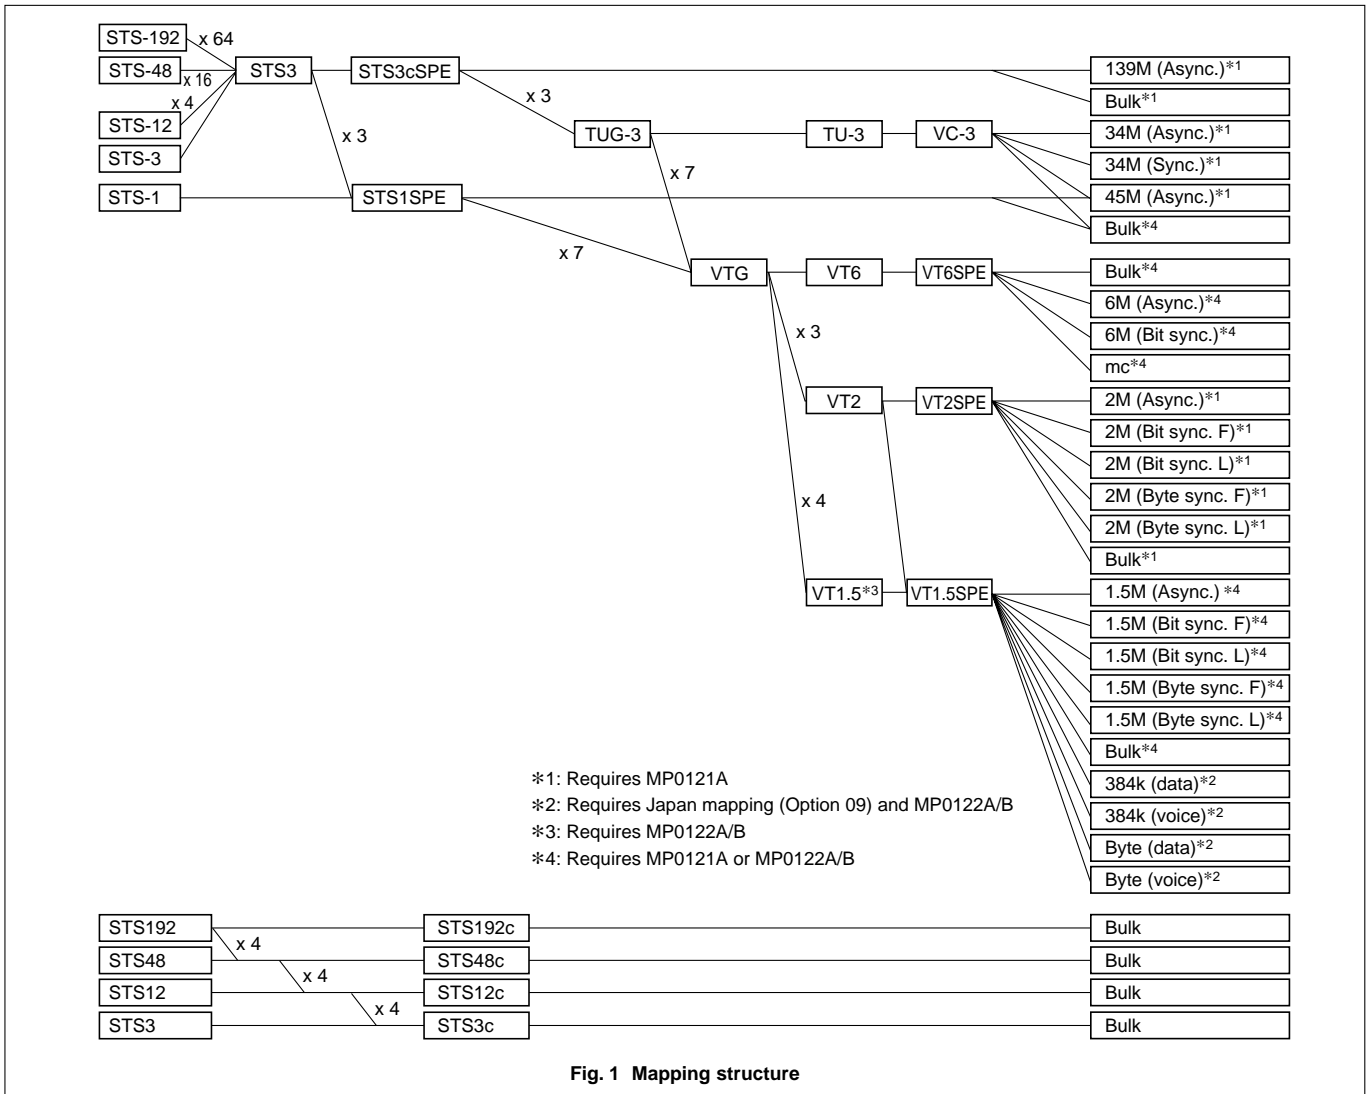 STS-192
x 64
STS-48
x 16
STS3
STS3cSPE
139M (Async.)*1
x 4
x 3
Bulk*1
STS-12
x 3
TUG-3
TU-3
VC-3
34M (Async.)*1
STS-3
x 7
34M (Sync.)*1
STS-1
STS1SPE
45M (Async.)*1
Bulk*4
x 7
VTG
VT6
VT6SPE
Bulk*4
6M (Async.)*4
x 3
6M (Bit sync.)*4
mc*4
VT2
VT2SPE
2M (Async.)*1
2M (Bit sync. F)*1
2M (Bit sync. L)*1
x 4
2M (Byte sync. F)*1
2M (Byte sync. L)*1
Bulk*1
VT1.5*3
VT1.5SPE
1.5M (Async.) *4
1.5M (Bit sync. F)*4
1.5M (Bit sync. L)*4
1.5M (Byte sync. F)*4
1.5M (Byte sync. L)*4
Bulk*4
384k (data)*2
384k (voice)*2
Byte (data)*2
Byte (voice)*2
*1: Requires MP0121A
*2: Requires Japan mapping (Option 09) and MP0122A/B
*3: Requires MP0122A/B
*4: Requires MP0121A or MP0122A/B
STS192
STS192c
Bulk
x 4
STS48
STS48c
Bulk
x 4
STS12
STS12c
Bulk
x 4
STS3
STS3c
Bulk
Fig. 1 Mapping structure